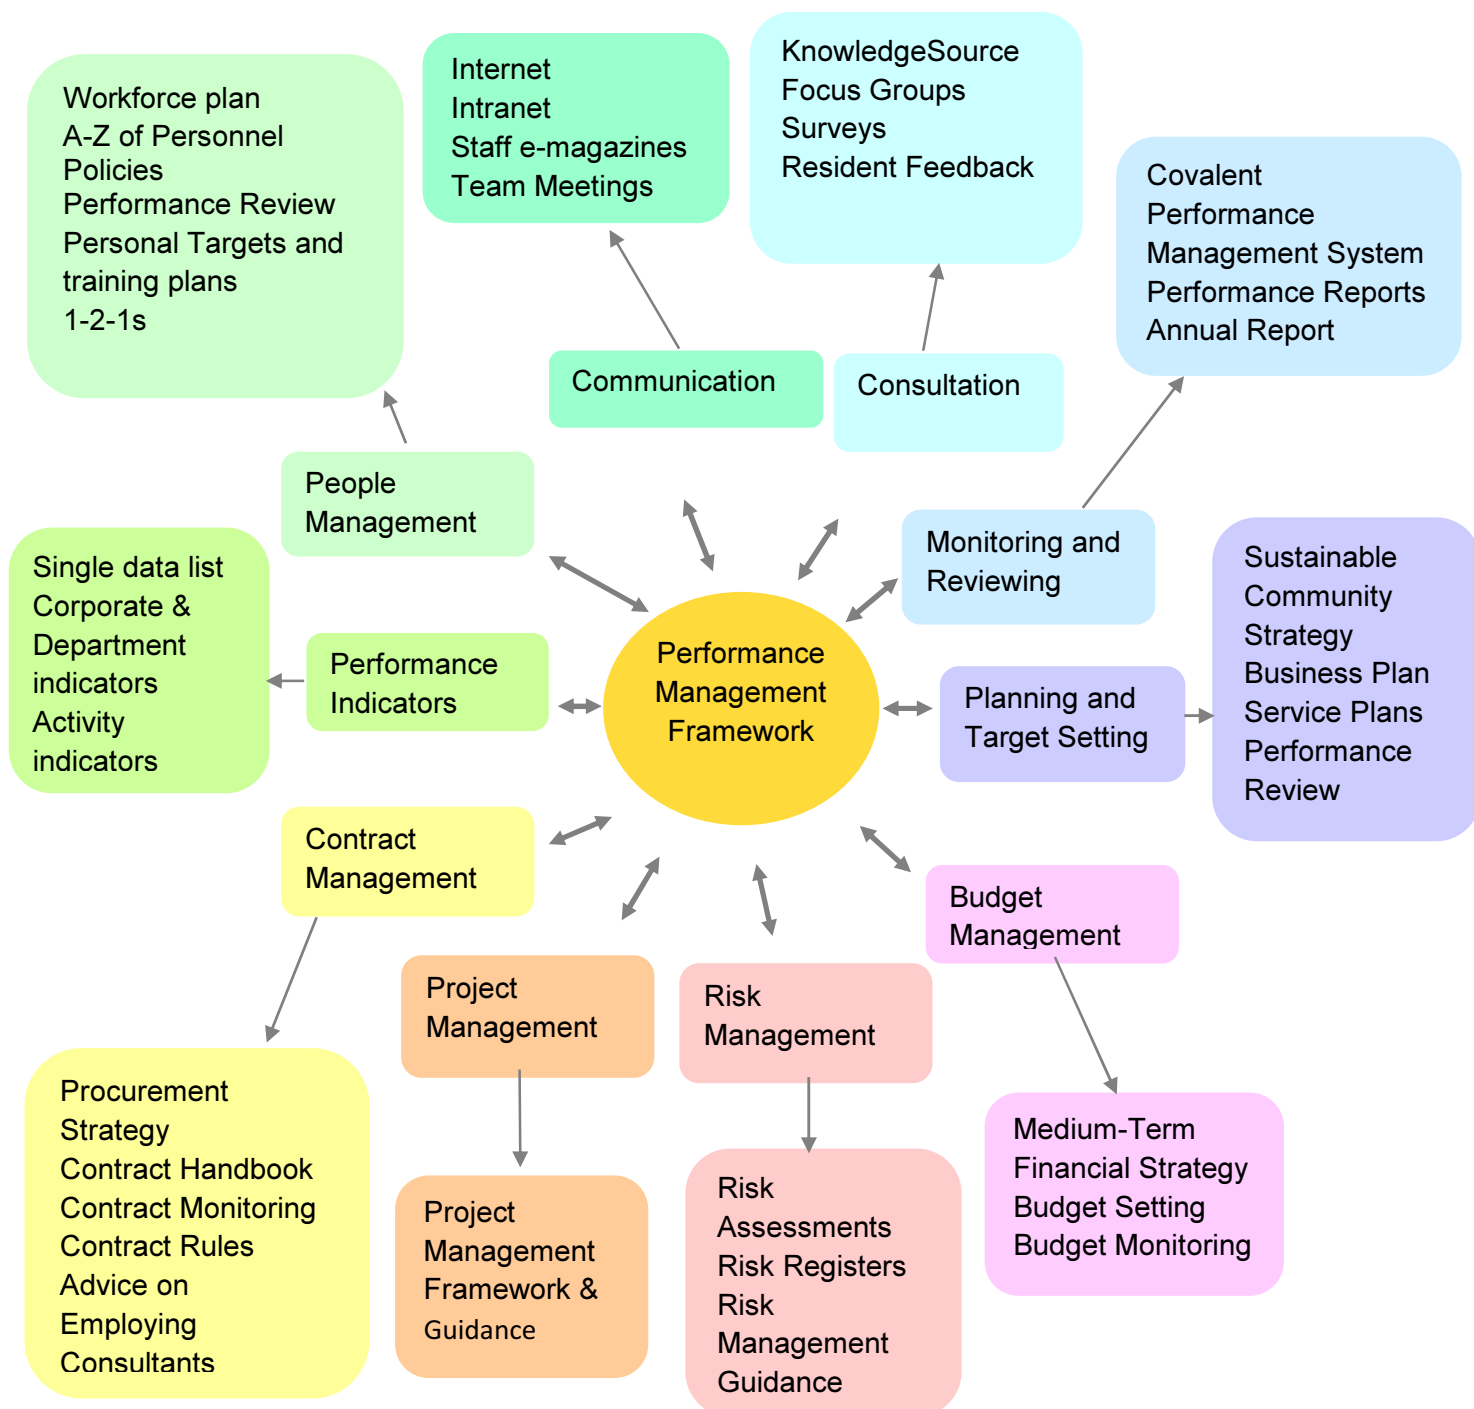 Workforce plan
A-Z of Personnel
Policies
Performance Review
Personal Targets and
training plans
1-2-1s
Internet
Intranet
Staff e-magazines
Team Meetings
KnowledgeSource
Focus Groups
Surveys
Resident Feedback
Covalent
Performance
Management System
Performance Reports
Annual Report
Communication
Consultation
People
Management
Monitoring and
Reviewing
Single data list
Corporate &
Department
indicators
Activity
indicators
Performance
Indicators
Performance
Management
Framework
Planning and
Target Setting
Sustainable
Community
Strategy
Business Plan
Service Plans
Performance
Review
Contract
Management
Budget
Management
Project
Management
Risk
Management
Procurement
Strategy
Contract Handbook
Contract Monitoring
Contract Rules
Advice on
Employing
Consultants
Project
Management
Framework &
Guidance
Risk
Assessments
Risk Registers
Risk
Management
Guidance
Medium-Term
Financial Strategy
Budget Setting
Budget Monitoring